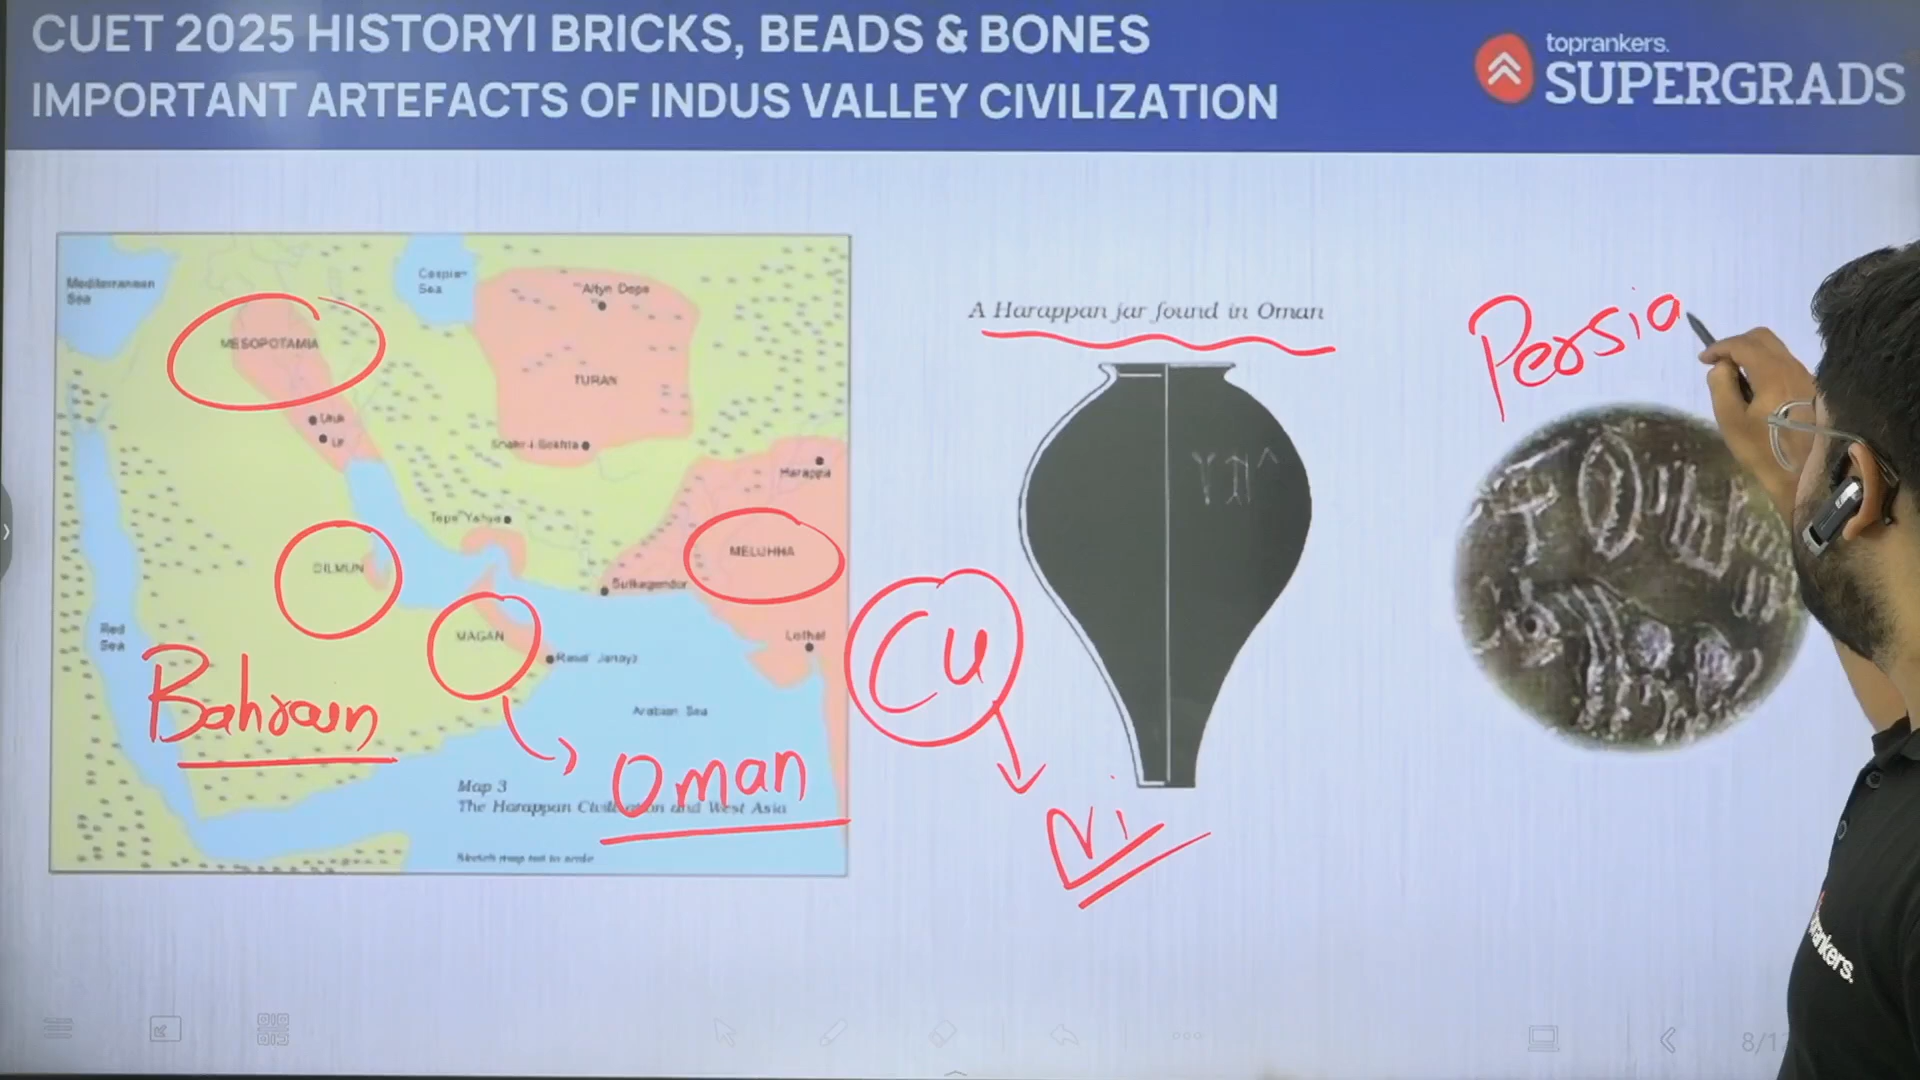 CUET 2025 HISTORYI BRICKS, BEADS & BONES
IMPORTANT ARTEFACTS OF INDUS VALLEY CIVILIZATION
toprankers.
SUPERGRADS
Mediterranean
Sea
Caspian
Sea
Altyn Depe
MESOPOTAMIA
TURAN
Uruk
Ur
Shahr-i-Sokhta
Harappa
Tepe Yahya
MELUHHA
DILMUN
Sutkagendor
MAGAN
Red
Sea
Lothal
Arabian Sea
Bahrain
Oman
Map 3
The Harappan Civilisation and West Asia
Sketch map not to scale
A Harappan jar found in Oman
Cu
Ni
Persia
8/13